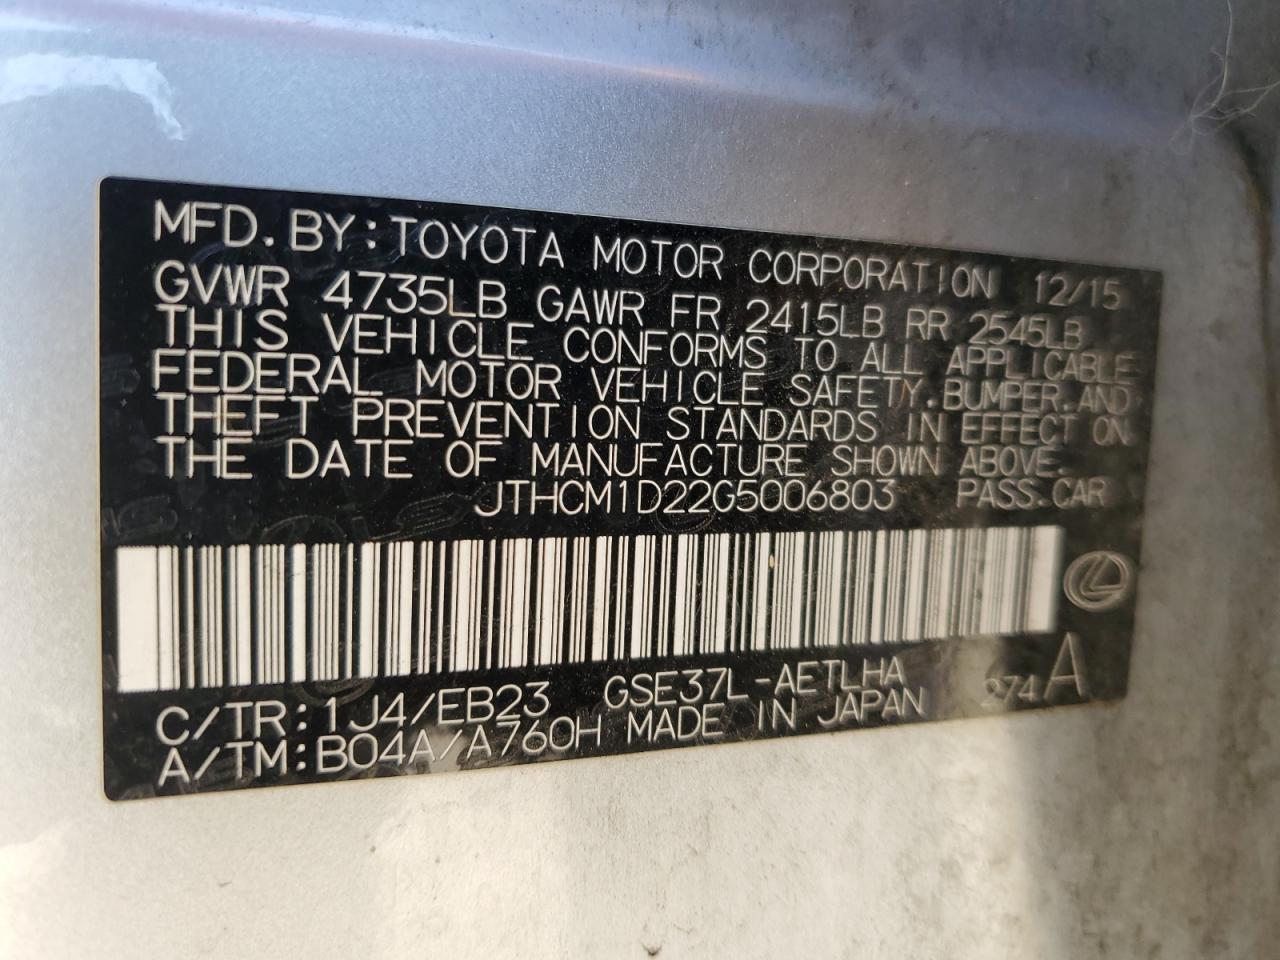 MFD. BY: TOYOTA MOTOR CORPORATION 12/15
GVWR 4735LB GAWR FR 2415LB RR 2545LB
THIS VEHICLE CONFORMS TO ALL APPLICABLE
FEDERAL MOTOR VEHICLE SAFETY, BUMPER, AND
THEFT PREVENTION STANDARDS IN EFFECT ON
THE DATE OF MANUFACTURE SHOWN ABOVE.
JTHCM1D22G5006803 PASS. CAR
C/TR: 1J4/EB23 GSE37L-AETLHA 274 A
A/TM: B04A/A760H MADE IN JAPAN